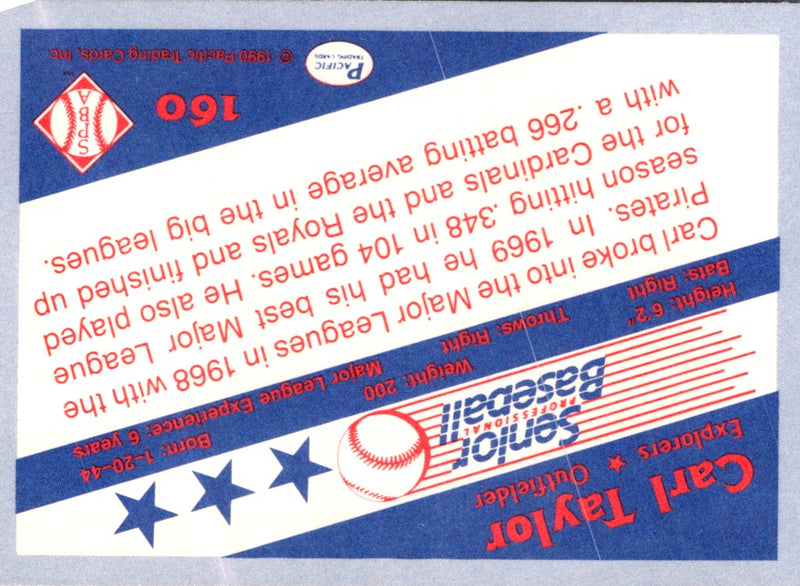 Carl Taylor
Explorers ★ Outfielder
Senior
PROFESSIONAL
Baseball
Height: 6'2" Weight: 200 Born: 1-20-44
Bats: Right Throws: Right Major League Experience: 6 years
Carl broke into the Major Leagues in 1968 with the
Pirates. In 1969 he had his best Major League
season hitting .348 in 104 games. He also played
for the Cardinals and the Royals and finished up
with a .266 batting average in the big leagues.
160
SPBA
PACIFIC
TRADING CARDS
© 1990 Pacific Trading Cards, Inc.